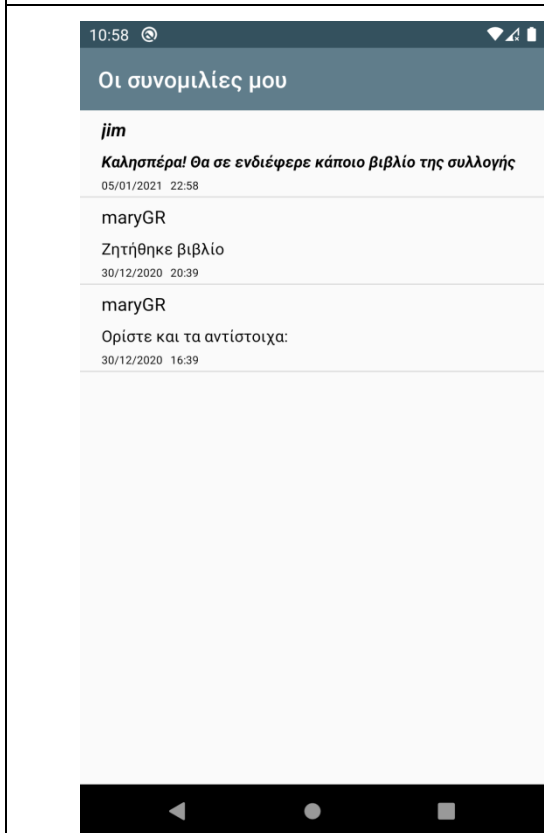 10:58
Οι συνομιλίες μου
jim
Καλησπέρα! Θα σε ενδιέφερε κάποιο βιβλίο της συλλογής
05/01/2021 22:58
maryGR
Ζητήθηκε βιβλίο
30/12/2020 20:39
maryGR
Ορίστε και τα αντίστοιχα:
30/12/2020 16:39